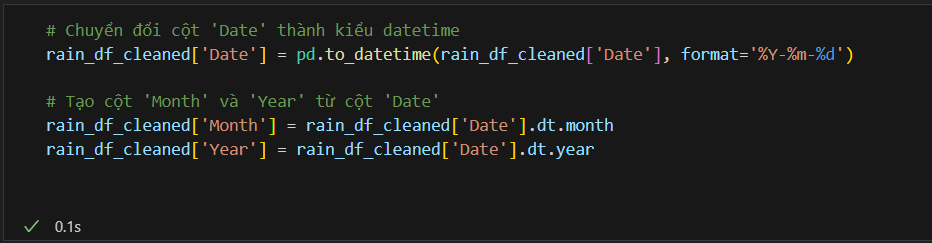 # Chuyển đổi cột 'Date' thành kiểu datetime
rain_df_cleaned['Date'] = pd.to_datetime(rain_df_cleaned['Date'], format='%Y-%m-%d')
# Tạo cột 'Month' và 'Year' từ cột 'Date'
rain_df_cleaned['Month'] = rain_df_cleaned['Date'].dt.month
rain_df_cleaned['Year'] = rain_df_cleaned['Date'].dt.year
0.1s